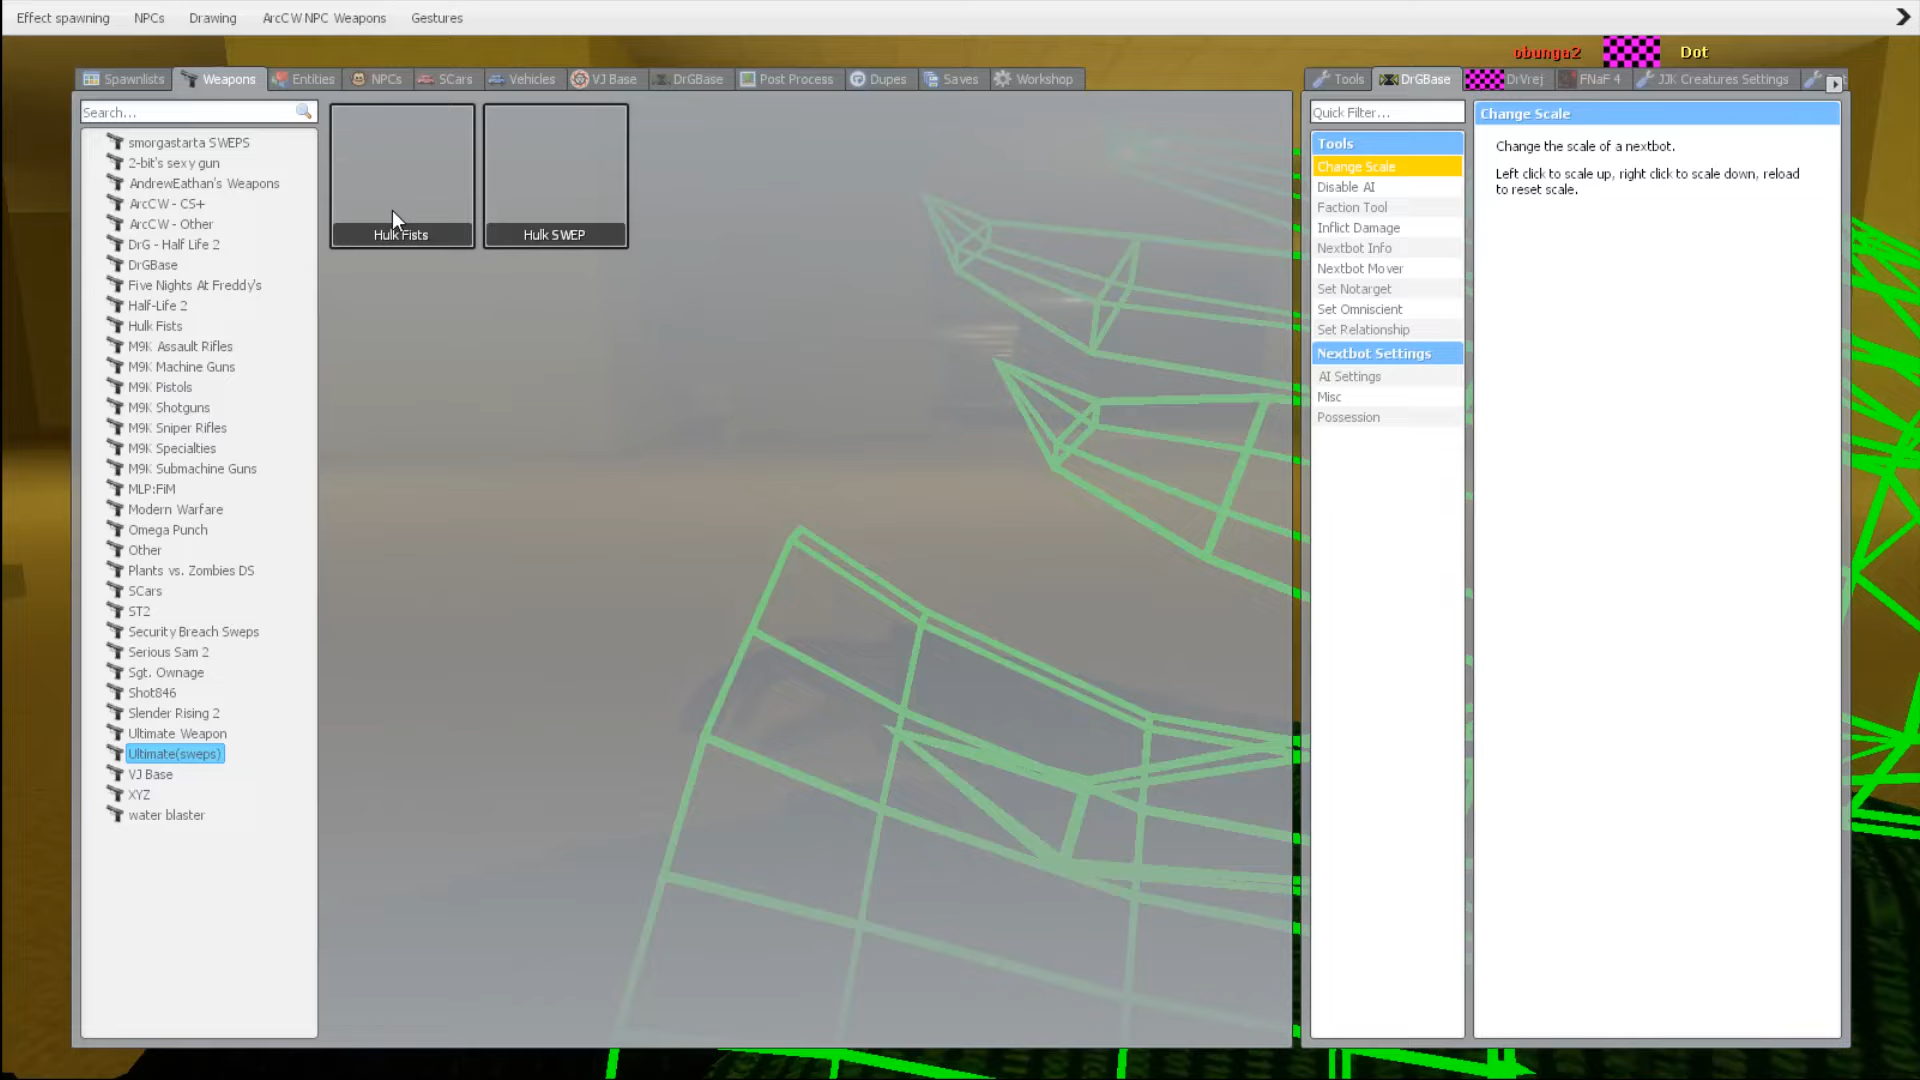 Effect spawning NPCs Drawing ArcCW NPC Weapons Gestures
obunga2 Dot
Spawnlists Weapons Entities NPCs SCars Vehicles VJ Base DrGBase Post Process Dupes Saves Workshop
Search...
smorgastarta SWEPS
2-bit's sexy gun
AndrewEathan's Weapons
ArcCW - CS+
ArcCW - Other
DrG - Half Life 2
DrGBase
Five Nights At Freddy's
Half-Life 2
Hulk Fists
M9K Assault Rifles
M9K Machine Guns
M9K Pistols
M9K Shotguns
M9K Sniper Rifles
M9K Specialties
M9K Submachine Guns
MLP:FiM
Modern Warfare
Omega Punch
Other
Plants vs. Zombies DS
SCars
ST2
Security Breach Sweps
Serious Sam 2
Sgt. Ownage
Shot846
Slender Rising 2
Ultimate Weapon
Ultimate(sweps)
VJ Base
XYZ
water blaster
Hulk Fists
Hulk SWEP
Tools DrGBase DrVrej FNaF 4 JJK Creatures Settings
Quick Filter...
Tools
Change Scale
Disable AI
Faction Tool
Inflict Damage
Nextbot Info
Nextbot Mover
Set Notarget
Set Omniscient
Set Relationship
Nextbot Settings
AI Settings
Misc
Possession
Change Scale
Change the scale of a nextbot.
Left click to scale up, right click to scale down, reload
to reset scale.